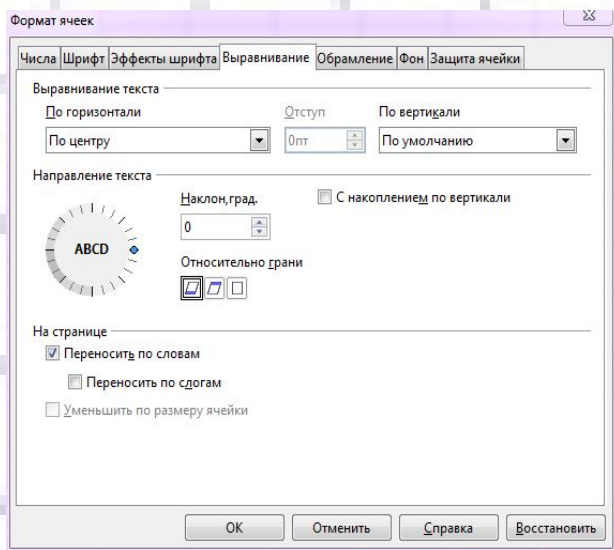 Формат ячеек
Числа Шрифт Эффекты шрифта Выравнивание Обрамление Фон Защита ячейки
Выравнивание текста
По горизонтали Отступ По вертикали
По центру 0пт По умолчанию
Направление текста
Наклон,град. С накоплением по вертикали
0
ABCD
Относительно грани
На странице
Переносить по словам
Переносить по слогам
Уменьшить по размеру ячейки
OK Отменить Справка Восстановить